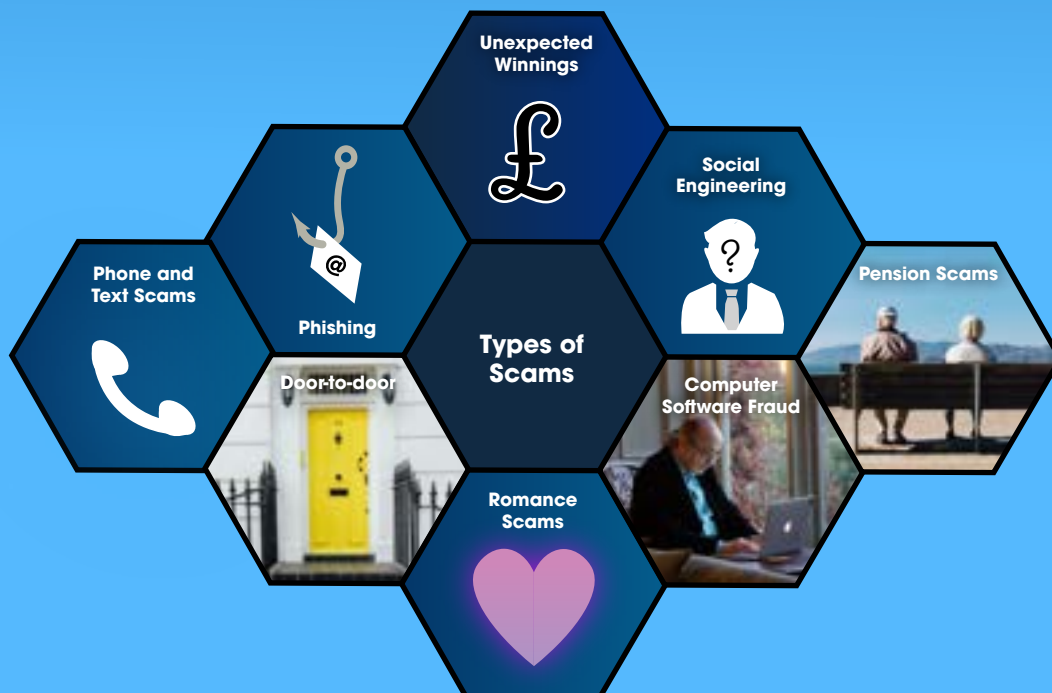 Unexpected
Winnings
£
Social
Engineering
?
Phone and
Text Scams
@
Phishing
Pension Scams
Types of
Scams
Door-to-door
Computer
Software Fraud
Romance
Scams